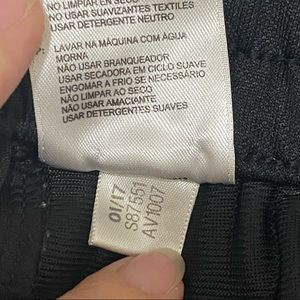 NO LIMPIAR EN SECO
NO USAR SUAVIZANTES TEXTILES
USAR DETERGENTE NEUTRO
P: LAVAR NA MÁQUINA COM ÁGUA
MORNA
NÃO USAR BRANQUEADOR
USAR SECADORA EM CICLO SUAVE
ENGOMAR A FRIO SE NECESSÁRIO
NÃO LIMPAR AO SECO
NÃO USAR AMACIANTE
USAR DETERGENTES SUAVES
01/17
S87551
AV1007